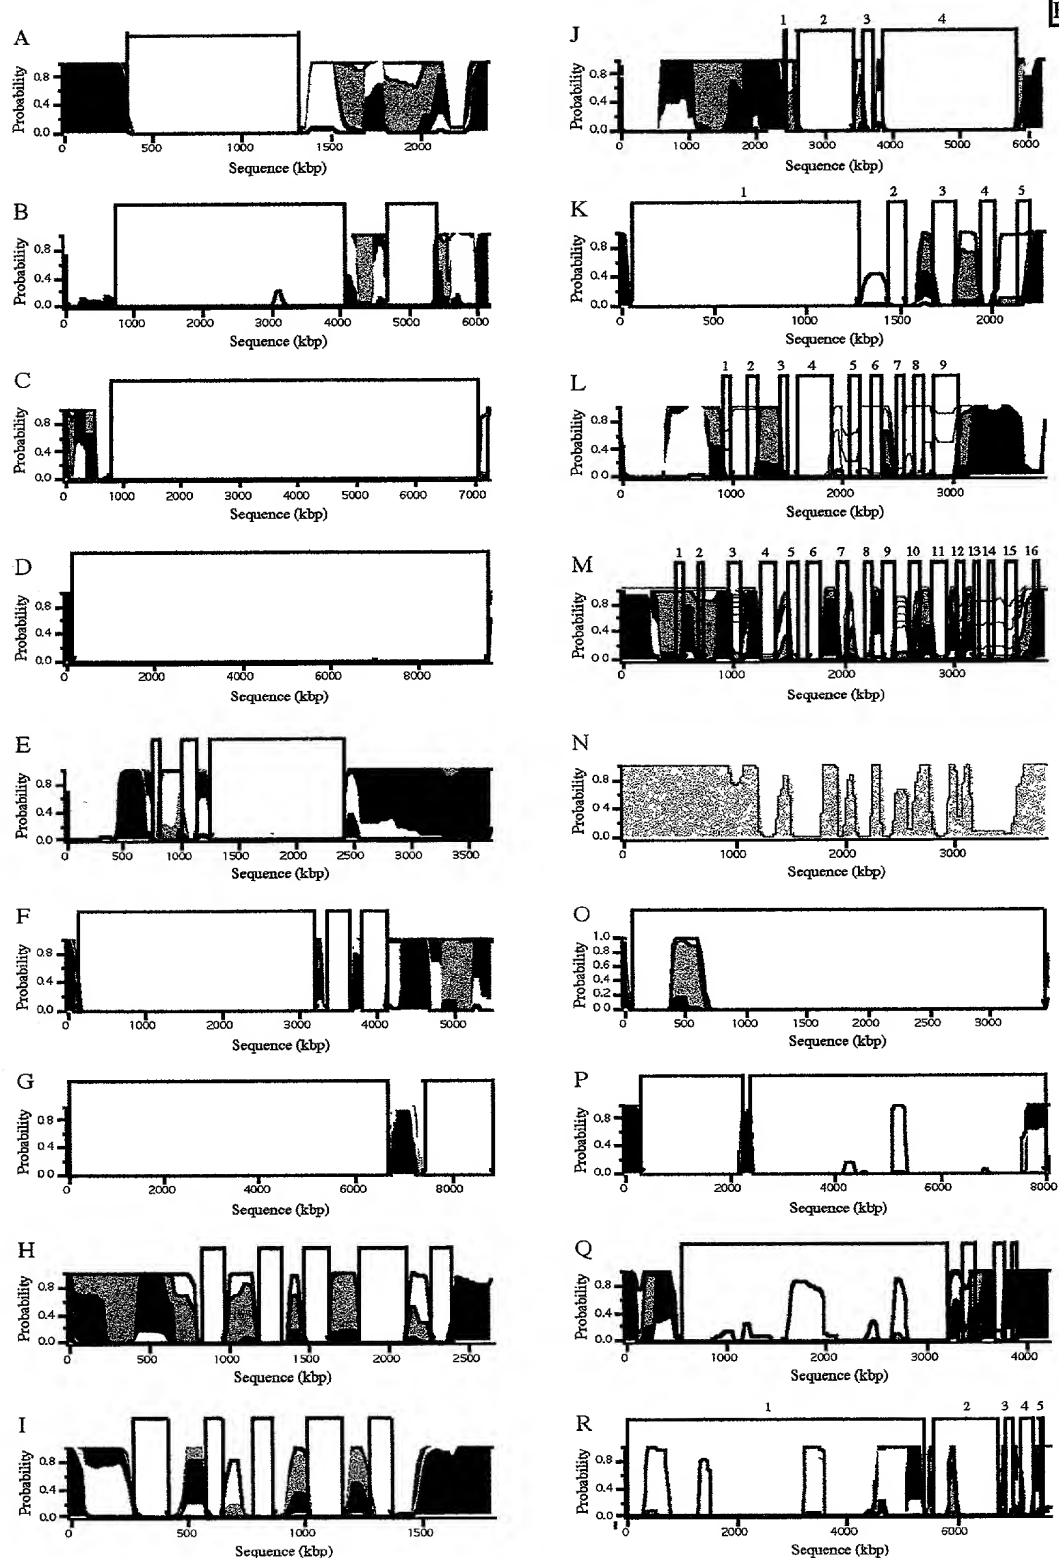 A
Probability
0.8
0.4
0.0
0 500 1000 1500 2000
Sequence (kbp)
B
Probability
0.8
0.4
0.0
0 1000 2000 3000 4000 5000 6000
Sequence (kbp)
C
Probability
0.8
0.4
0.0
0 1000 2000 3000 4000 5000 6000 7000
Sequence (kbp)
D
Probability
0.8
0.4
0.0
0 2000 4000 6000 8000
Sequence (kbp)
E
Probability
0.8
0.4
0.0
0 500 1000 1500 2000 2500 3000 3500
Sequence (kbp)
F
Probability
0.8
0.4
0.0
0 1000 2000 3000 4000 5000
Sequence (kbp)
G
Probability
0.8
0.4
0.0
0 2000 4000 6000 8000
Sequence (kbp)
H
Probability
0.8
0.4
0.0
0 500 1000 1500 2000 2500
Sequence (kbp)
I
Probability
0.8
0.4
0.0
0 500 1000 1500
Sequence (kbp)
J
1 2 3 4
Probability
0.8
0.4
0.0
0 1000 2000 3000 4000 5000 6000
Sequence (kbp)
K
1 2 3 4 5
Probability
0.8
0.4
0.0
0 500 1000 1500 2000
Sequence (kbp)
L
1 2 3 4 5 6 7 8 9
Probability
0.8
0.4
0.0
0 1000 2000 3000
Sequence (kbp)
M
1 2 3 4 5 6 7 8 9 10 11 12 13 14 15 16
Probability
0.8
0.4
0.0
0 1000 2000 3000
Sequence (kbp)
N
Probability
0.8
0.4
0.0
0 1000 2000 3000
Sequence (kbp)
O
Probability
1.0
0.8
0.6
0.4
0.2
0.0
0 500 1000 1500 2000 2500 3000
Sequence (kbp)
P
Probability
0.8
0.4
0.0
0 2000 4000 6000 8000
Sequence (kbp)
Q
Probability
0.8
0.4
0.0
0 1000 2000 3000 4000
Sequence (kbp)
R
1 2 3 4 5
Probability
0.8
0.4
0.0
0 2000 4000 6000
Sequence (kbp)